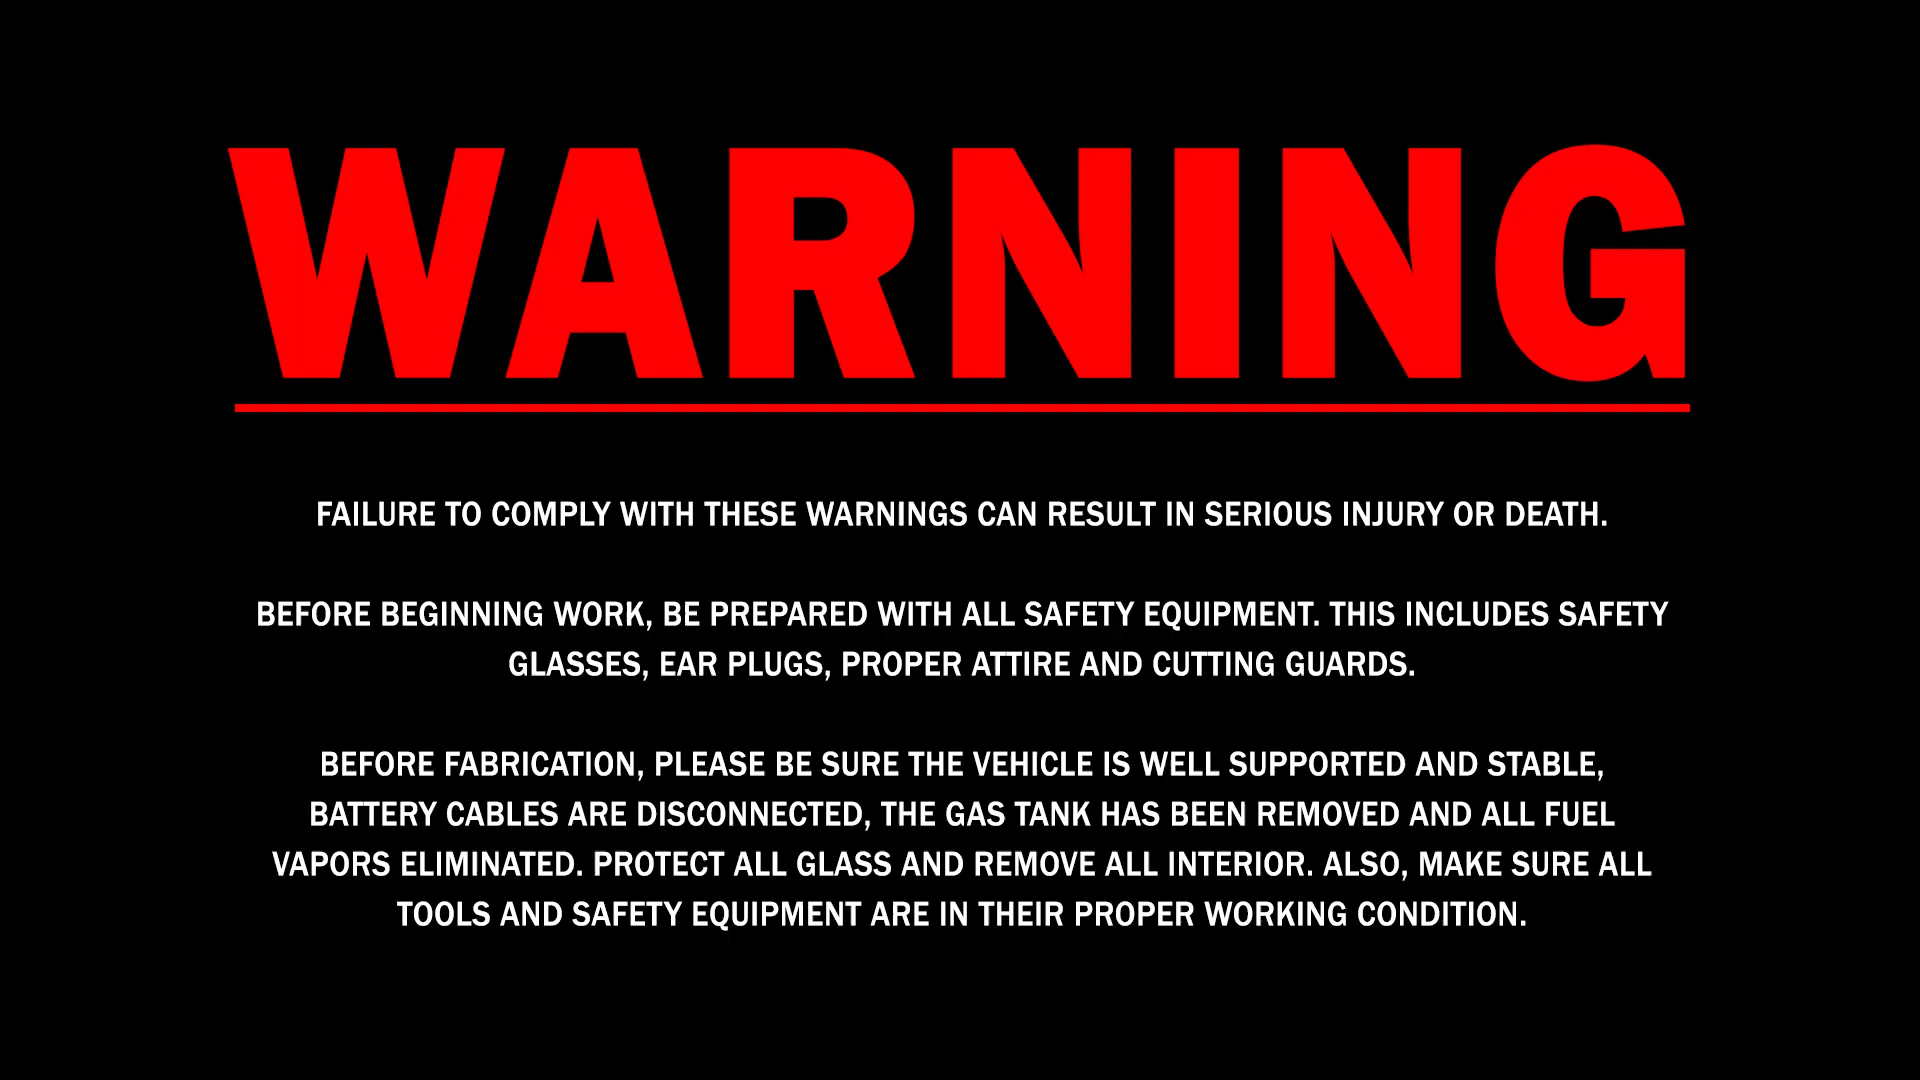 WARNING
FAILURE TO COMPLY WITH THESE WARNINGS CAN RESULT IN SERIOUS INJURY OR DEATH.
BEFORE BEGINNING WORK, BE PREPARED WITH ALL SAFETY EQUIPMENT. THIS INCLUDES SAFETY
GLASSES, EAR PLUGS, PROPER ATTIRE AND CUTTING GUARDS.
BEFORE FABRICATION, PLEASE BE SURE THE VEHICLE IS WELL SUPPORTED AND STABLE,
BATTERY CABLES ARE DISCONNECTED, THE GAS TANK HAS BEEN REMOVED AND ALL FUEL
VAPORS ELIMINATED. PROTECT ALL GLASS AND REMOVE ALL INTERIOR. ALSO, MAKE SURE ALL
TOOLS AND SAFETY EQUIPMENT ARE IN THEIR PROPER WORKING CONDITION.